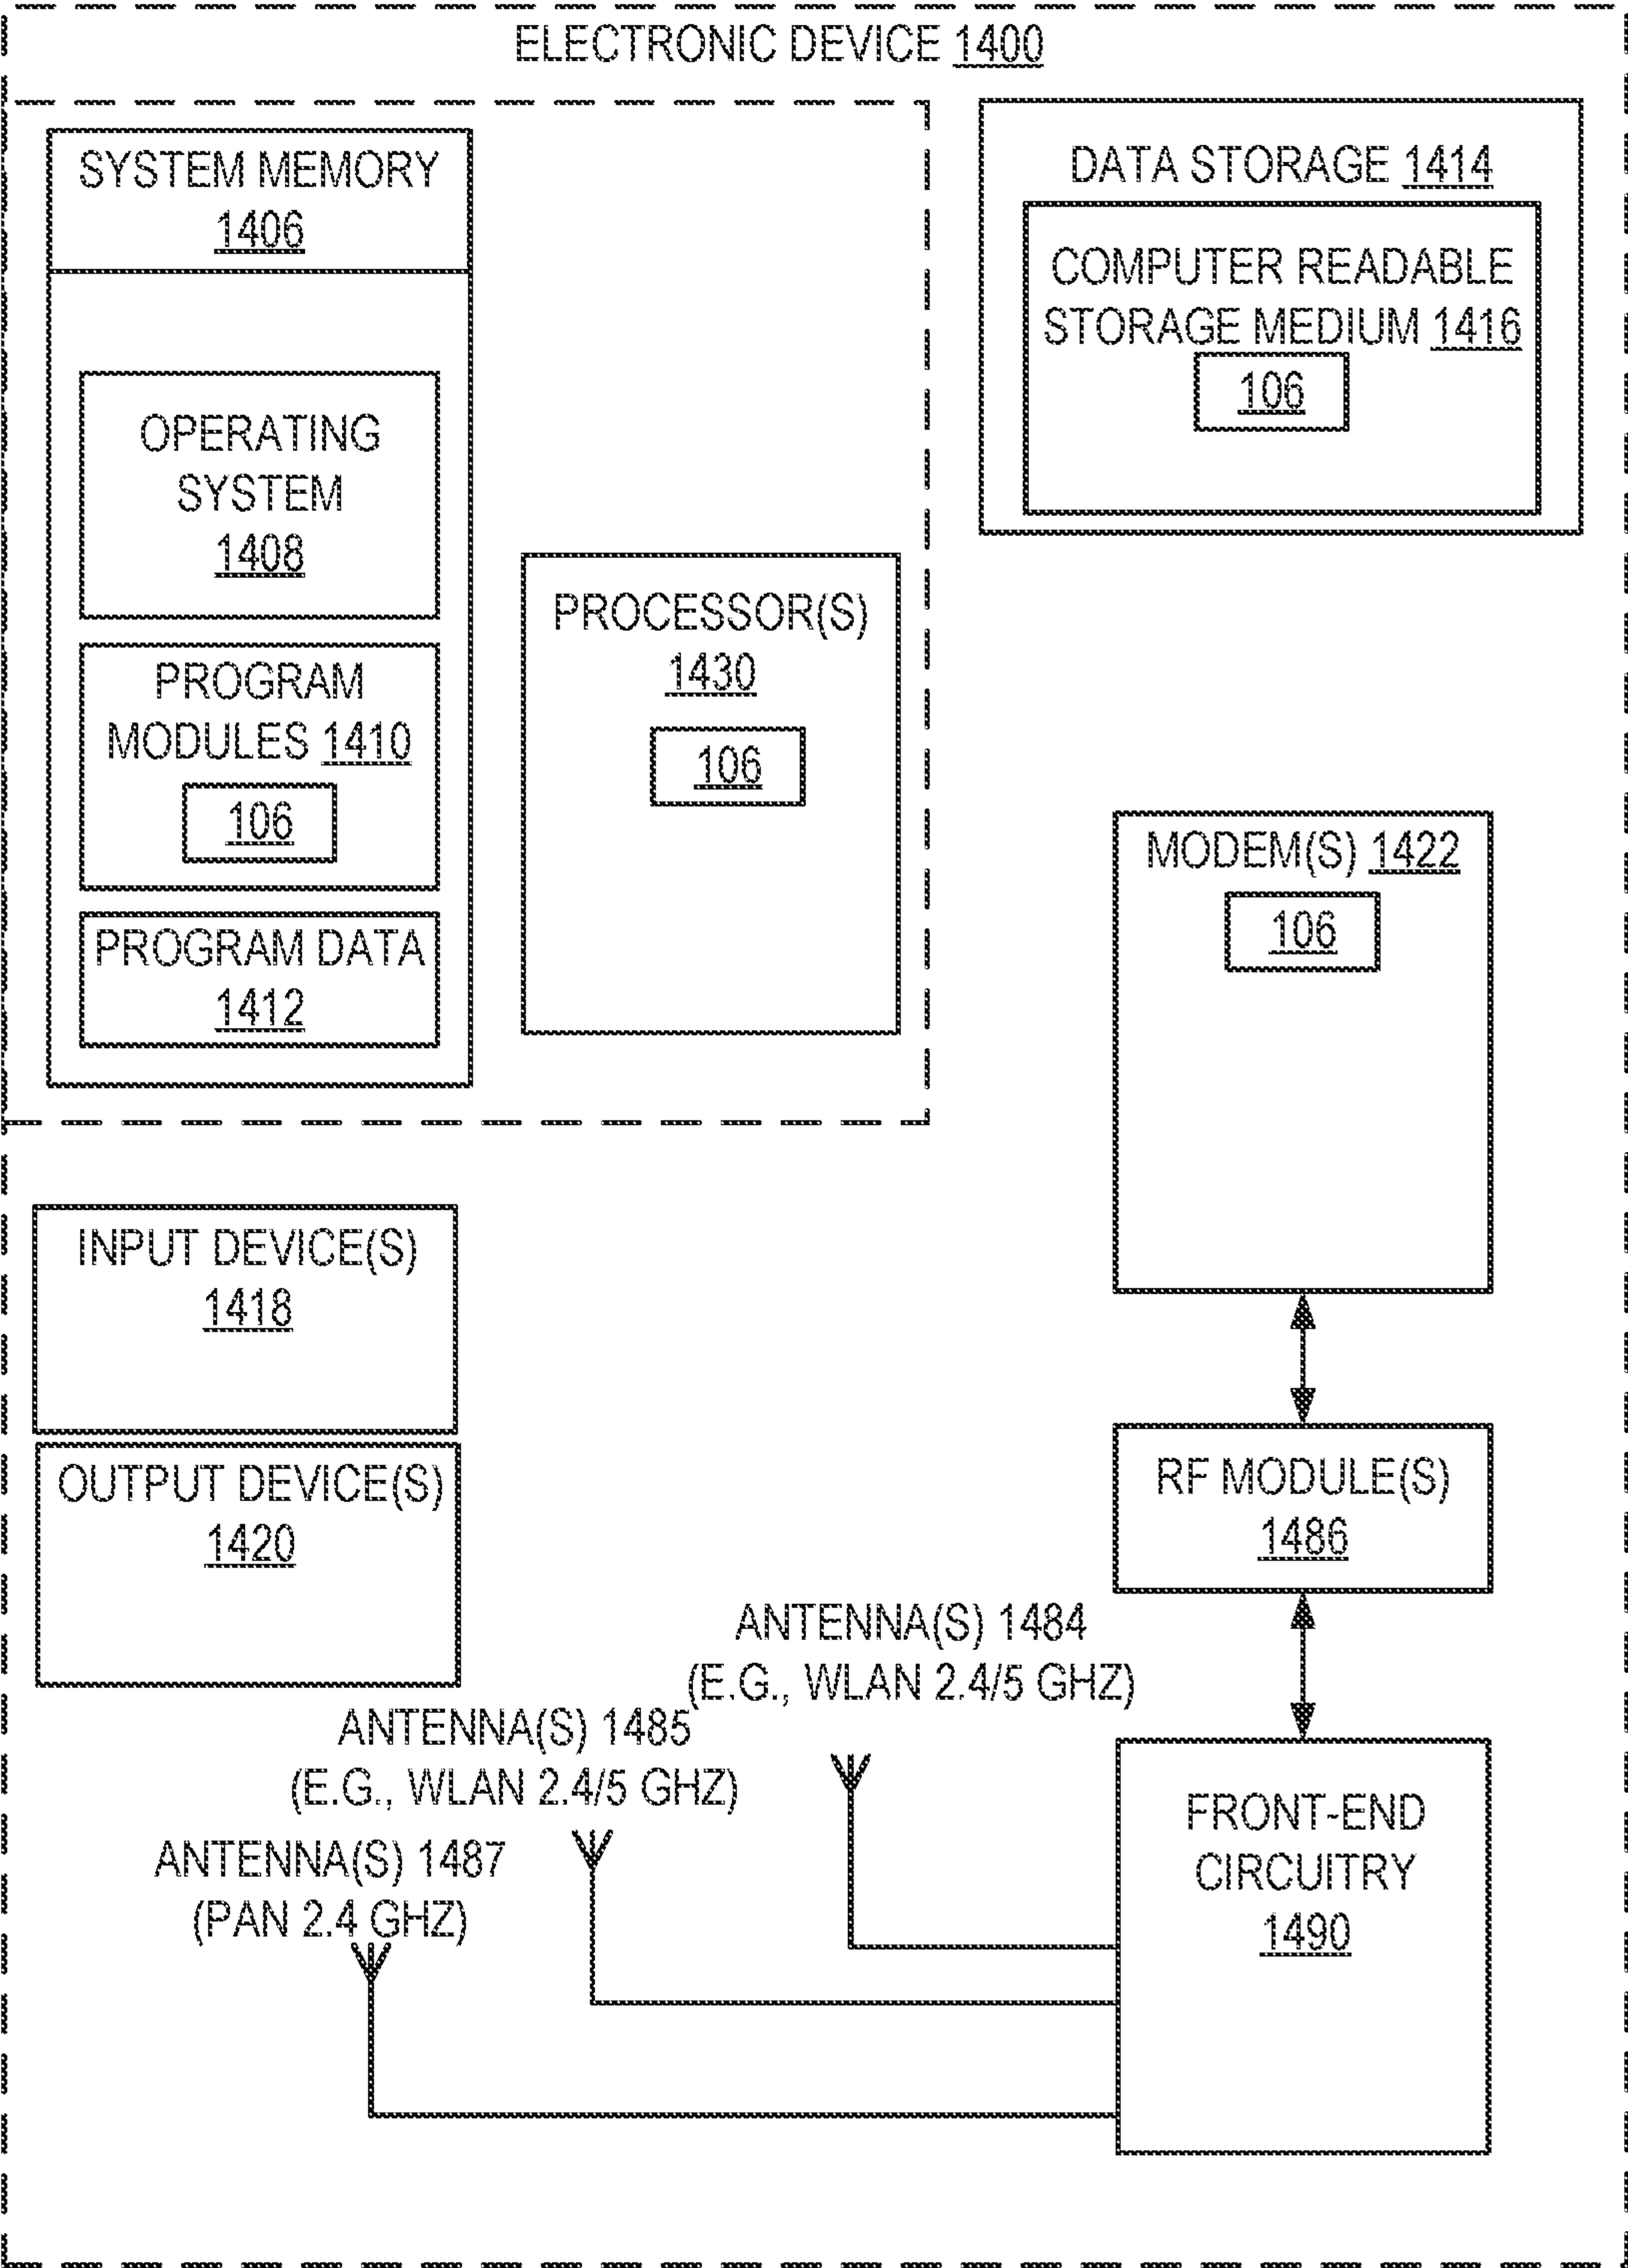 ELECTRONIC DEVICE 1400
SYSTEM MEMORY
1406
OPERATING
SYSTEM
1408
PROGRAM
MODULES 1410
106
PROGRAM DATA
1412
PROCESSOR(S)
1430
106
DATA STORAGE 1414
COMPUTER READABLE
STORAGE MEDIUM 1416
106
MODEM(S) 1422
106
INPUT DEVICE(S)
1418
OUTPUT DEVICE(S)
1420
RF MODULE(S)
1486
ANTENNA(S) 1484
(E.G., WLAN 2.4/5 GHZ)
ANTENNA(S) 1485
(E.G., WLAN 2.4/5 GHZ)
ANTENNA(S) 1487
(PAN 2.4 GHZ)
FRONT-END
CIRCUITRY
1490